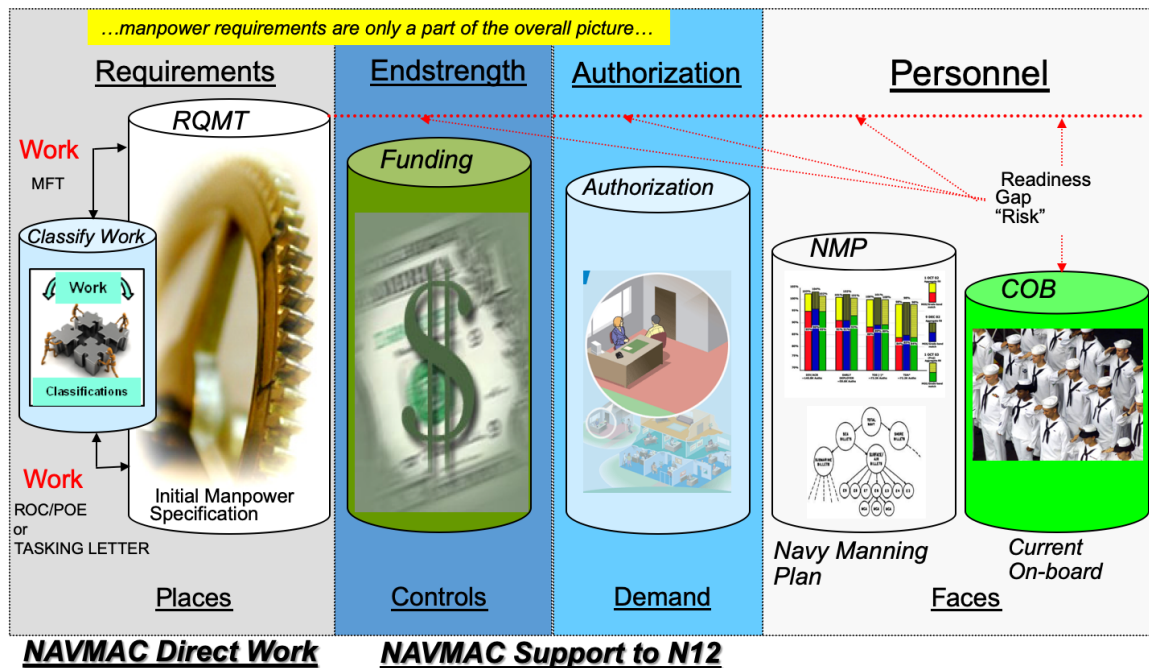 …manpower requirements are only a part of the overall picture…
Requirements
Endstrength
Authorization
Personnel
RQMT
Work
MFT
Classify Work
Work
Classifications
Work
ROC/POE
or
TASKING LETTER
Initial Manpower
Specification
Funding
$
Authorization
Readiness
Gap
“Risk”
NMP
COB
Navy Manning
Plan
Current
On-board
Places
Controls
Demand
Faces
NAVMAC Direct Work
NAVMAC Support to N12